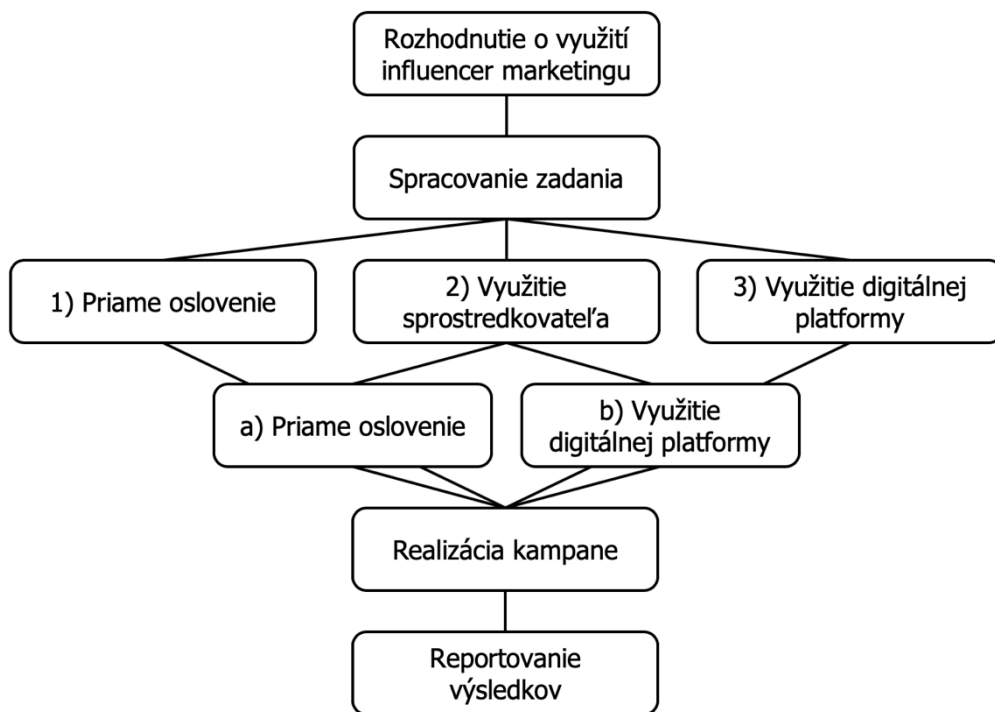 Rozhodnutie o využití
influencer marketingu
Spracovanie zadania
1) Priame oslovenie
2) Využitie
sprostredkovateľa
3) Využitie digitálnej
platformy
a) Priame oslovenie
b) Využitie
digitálnej platformy
Realizácia kampane
Reportovanie
výsledkov